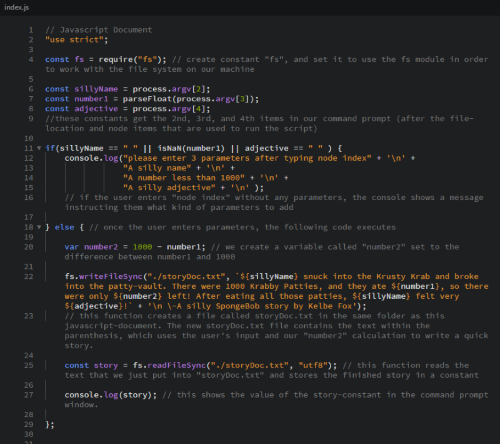 index.js
1 // Javascript Document
2 "use strict";
3
4 const fs = require("fs"); // create constant "fs", and set it to use the fs module in order
to work with the file system on our machine
5
6 const sillyName = process.argv[2];
7 const number1 = parseFloat(process.argv[3]);
8 const adjective = process.argv[4];
9 //these constants get the 2nd, 3rd, and 4th items in our command prompt (after the file-
location and node items that are used to run the script)
10
11 if(sillyName == " " || isNaN(number1) || adjective == " " ) {
12 console.log("please enter 3 parameters after typing node index" + '\n' +
13 "A silly name" + '\n' +
14 "A number less than 1000" + '\n' +
15 "A silly adjective" + '\n' );
16 // if the user enters "node index" without any parameters, the console shows a message
instructing them what kind of parameters to add
17
18 } else { // once the user enters parameters, the following code executes
19
20 var number2 = 1000 - number1; // we create a variable called "number2" set to the
difference between number1 and 1000
21
22 fs.writeFileSync("./storyDoc.txt", `${sillyName} snuck into the Krusty Krab and broke
into the patty-vault. There were 1000 Krabby Patties, and they ate ${number1}, so there
were only ${number2} left! After eating all those patties, ${sillyName} felt very
${adjective}!` + '\n \-A silly SpongeBob story by Kelbe Fox');
23 // this function creates a file called storyDoc.txt in the same folder as this
javascript-document. The new storyDoc.txt file contains the text within the
parenthesis, which uses the user's input and our "number2" calculation to write a quick
story.
24
25 const story = fs.readFileSync("./storyDoc.txt", "utf8"); // this function reads the
text that we just put into "storyDoc.txt" and stores the finished story in a constant
26
27 console.log(story); // this shows the value of the story-constant in the command prompt
window.
28
29 };
30